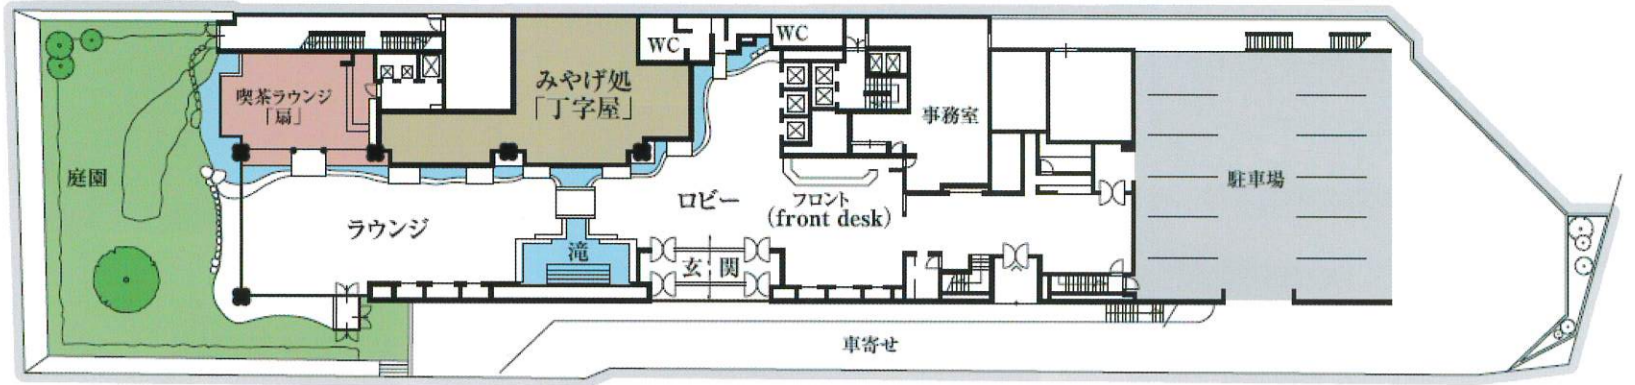 WC
WC
喫茶ラウンジ
「扇」
みやげ処
「丁字屋」
事務室
庭園
ラウンジ
ロビー
フロント
(front desk)
駐車場
滝
玄関
車寄せ